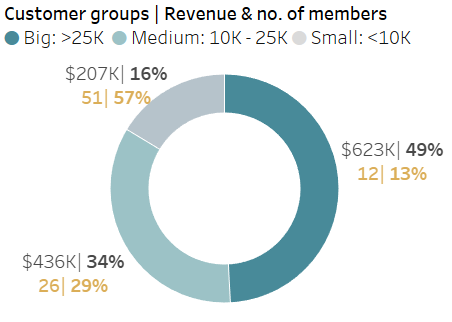 Customer groups | Revenue & no. of members
Big: >25K Medium: 10K - 25K Small: <10K
$207K| 16%
51| 57%
$623K| 49%
12| 13%
$436K| 34%
26| 29%